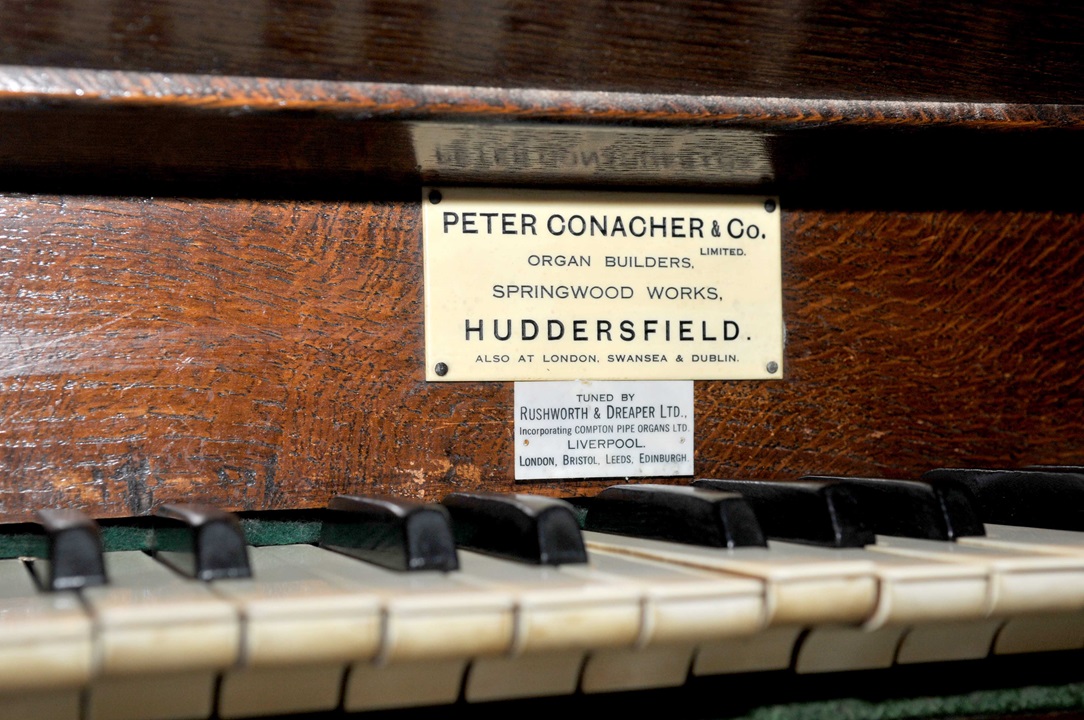 PETER CONACHER & Co.
LIMITED.
ORGAN BUILDERS,
SPRINGWOOD WORKS,
HUDDERSFIELD.
ALSO AT LONDON, SWANSEA & DUBLIN.
TUNED BY
RUSHWORTH & DREAPER LTD.,
Incorporating COMPTON PIPE ORGANS LTD.
LIVERPOOL.
LONDON, BRISTOL, LEEDS, EDINBURGH.